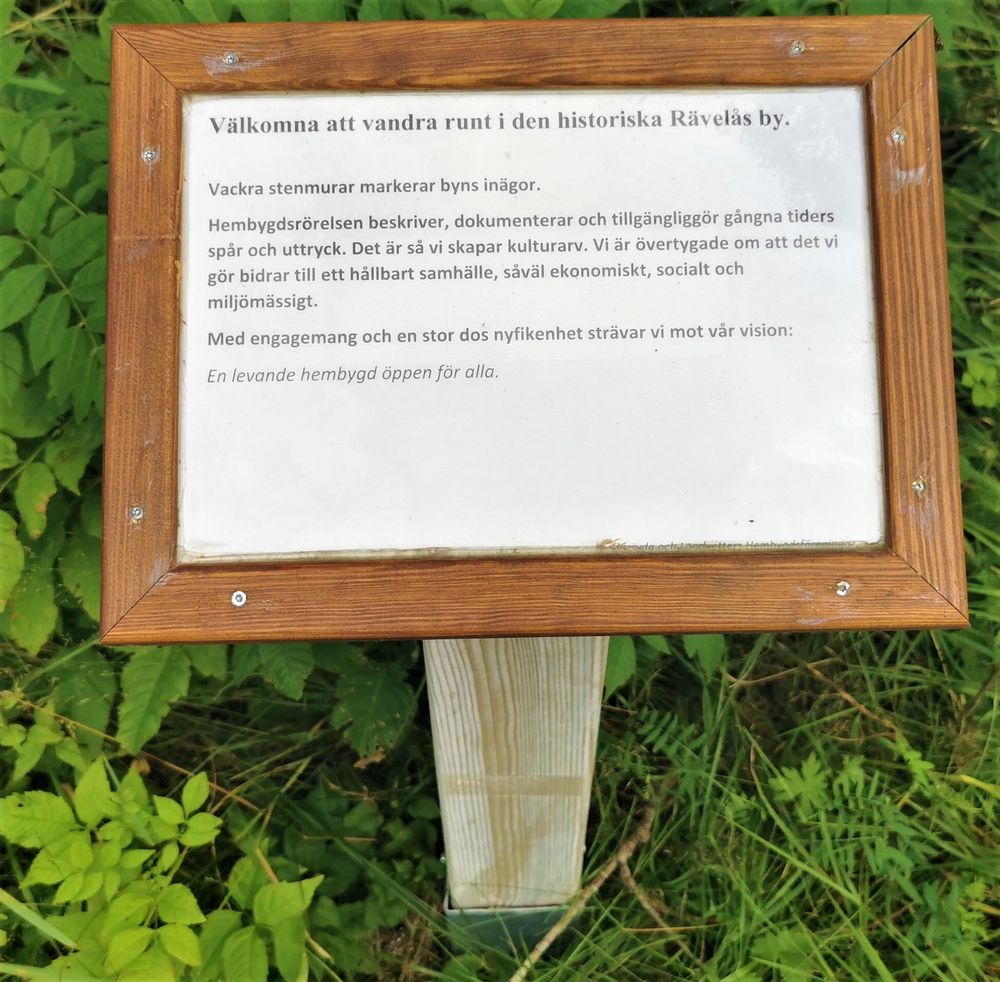 Välkomna att vandra runt i den historiska Rävelås by.
Vackra stenmurar markerar byns inägor.
Hembygdsrörelsen beskriver, dokumenterar och tillgängliggör gångna tiders
spår och uttryck. Det är så vi skapar kulturarv. Vi är övertygade om att det vi
gör bidrar till ett hållbart samhälle, såväl ekonomiskt, socialt och
miljömässigt.
Med engagemang och en stor dos nyfikenhet strävar vi mot vår vision:
En levande hembygd öppen för alla.
och Hembygdsförening